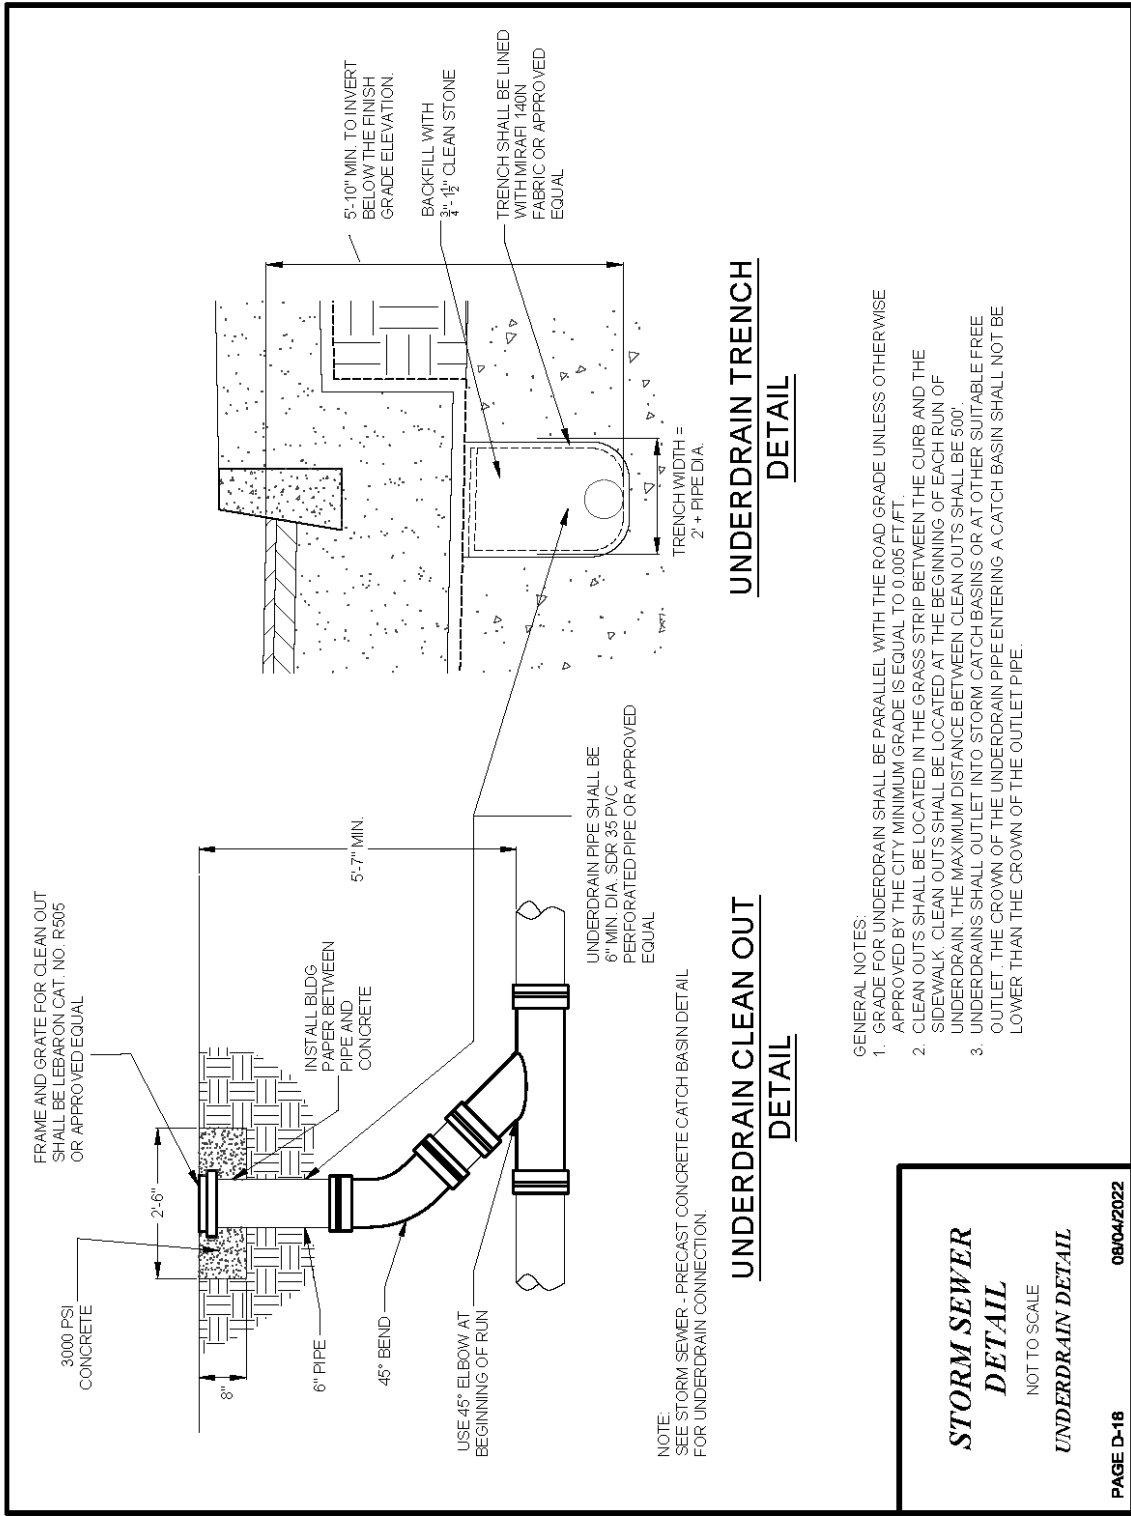 FRAME AND GRATE FOR CLEAN OUT
SHALL BE LEBARON CAT. NO. R505
OR APPROVED EQUAL
3000 PSI
CONCRETE
2'-6"
8"
INSTALL BLDG
PAPER BETWEEN
PIPE AND
CONCRETE
5'-7" MIN.
6" PIPE
45° BEND
USE 45° ELBOW AT
BEGINNING OF RUN
UNDERDRAIN PIPE SHALL BE
6" MIN. DIA. SDR 35 PVC
PERFORATED PIPE OR APPROVED
EQUAL
NOTE:
SEE STORM SEWER - PRECAST CONCRETE CATCH BASIN DETAIL
FOR UNDERDRAIN CONNECTION.
UNDERDRAIN CLEAN OUT
DETAIL
5'-10" MIN. TO INVERT
BELOW THE FINISH
GRADE ELEVATION.
BACKFILL WITH
3/4" - 1 1/2" CLEAN STONE
TRENCH SHALL BE LINED
WITH MIRAFI 140N
FABRIC OR APPROVED
EQUAL
TRENCH WIDTH =
2' + PIPE DIA.
UNDERDRAIN TRENCH
DETAIL
GENERAL NOTES:
1. GRADE FOR UNDERDRAIN SHALL BE PARALLEL WITH THE ROAD GRADE UNLESS OTHERWISE
APPROVED BY THE CITY MINIMUM GRADE IS EQUAL TO 0.005 FT/FT.
2. CLEAN OUTS SHALL BE LOCATED IN THE GRASS STRIP BETWEEN THE CURB AND THE
SIDEWALK. CLEAN OUTS SHALL BE LOCATED AT THE BEGINNING OF EACH RUN OF
UNDERDRAIN. THE MAXIMUM DISTANCE BETWEEN CLEAN OUTS SHALL BE 500'.
3. UNDERDRAINS SHALL OUTLET INTO STORM CATCH BASINS OR AT OTHER SUITABLE FREE
OUTLET. THE CROWN OF THE UNDERDRAIN PIPE ENTERING A CATCH BASIN SHALL NOT BE
LOWER THAN THE CROWN OF THE OUTLET PIPE.
STORM SEWER
DETAIL
NOT TO SCALE
UNDERDRAIN DETAIL
PAGE D-18 08/04/2022